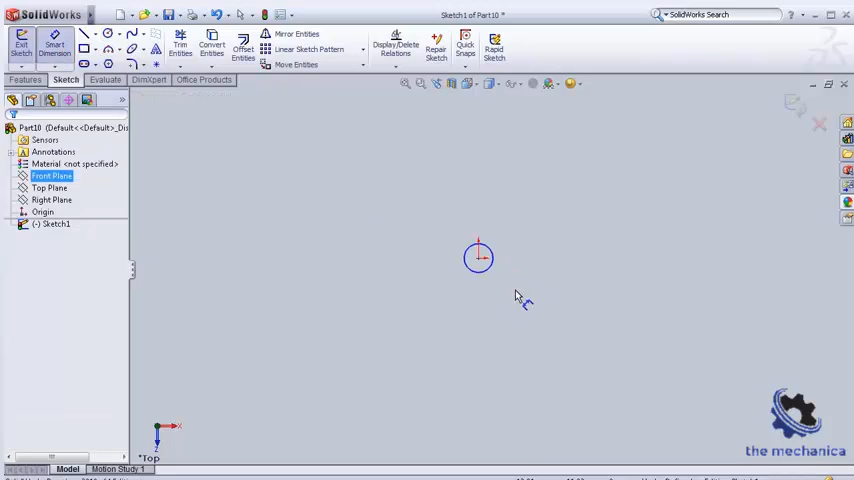 SolidWorks
Sketch1 of Part10 *
SolidWorks Search
Exit Sketch
Smart Dimension
Trim Entities
Convert Entities
Offset Entities
Mirror Entities
Linear Sketch Pattern
Move Entities
Display/Delete Relations
Repair Sketch
Quick Snaps
Rapid Sketch
Features
Sketch
Evaluate
DimXpert
Office Products
Part10 (Default<<Default>_Dis
Sensors
Annotations
Material <not specified>
Front Plane
Top Plane
Right Plane
Origin
(-) Sketch1
X
Z
*Top
the mechanica
Model
Motion Study 1